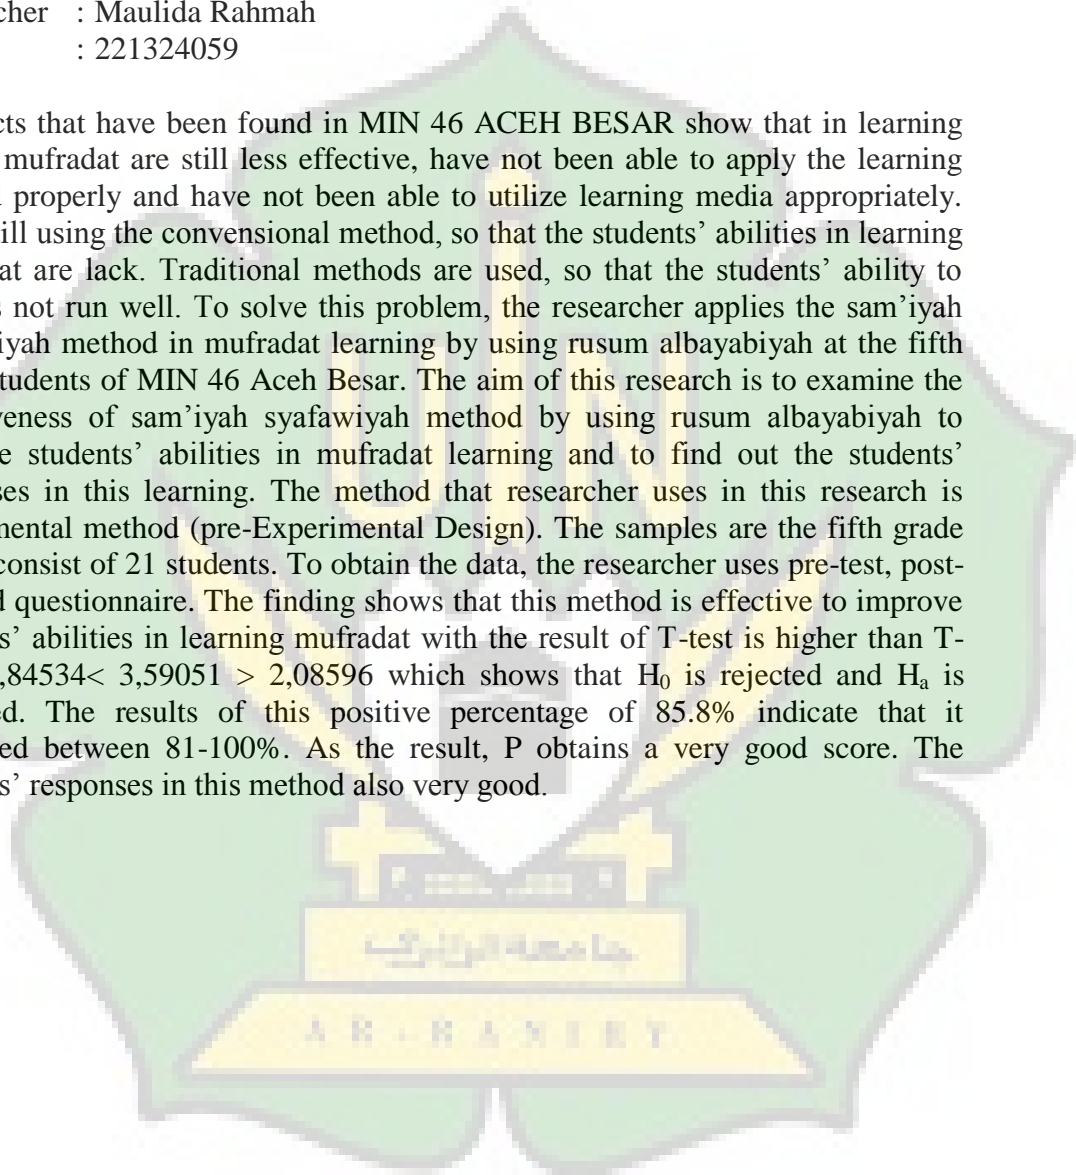 cher : Maulida Rahmah
: 221324059
cts that have been found in MIN 46 ACEH BESAR show that in learning
mufradat are still less effective, have not been able to apply the learning
properly and have not been able to utilize learning media appropriately.
ill using the convensional method, so that the students’ abilities in learning
at are lack. Traditional methods are used, so that the students’ ability to
s not run well. To solve this problem, the researcher applies the sam’iyah
iyah method in mufradat learning by using rusum albayabiyah at the fifth
tudents of MIN 46 Aceh Besar. The aim of this research is to examine the
veness of sam’iyah syafawiyah method by using rusum albayabiyah to
e students’ abilities in mufradat learning and to find out the students’
ses in this learning. The method that researcher uses in this research is
mental method (pre-Experimental Design). The samples are the fifth grade
consist of 21 students. To obtain the data, the researcher uses pre-test, post-
d questionnaire. The finding shows that this method is effective to improve
s’ abilities in learning mufradat with the result of T-test is higher than T-
,84534< 3,59051 > 2,08596 which shows that H₀ is rejected and Hₐ is
ed. The results of this positive percentage of 85.8% indicate that it
ed between 81-100%. As the result, P obtains a very good score. The
s’ responses in this method also very good.
UIN
جامعة الرانيري
AR-RANIRY